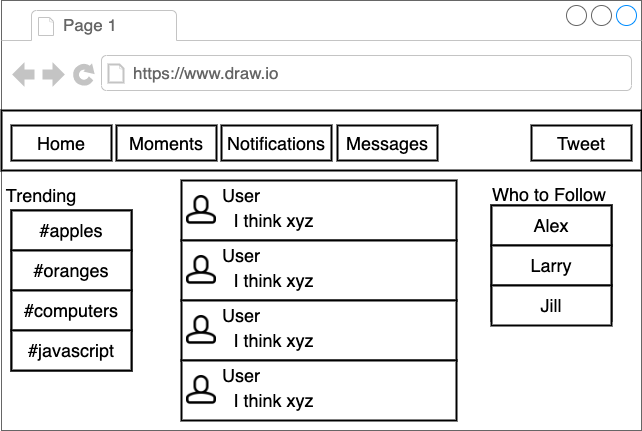 Page 1
https://www.draw.io
Home
Moments
Notifications
Messages
Tweet
Trending
#apples
#oranges
#computers
#javascript
User
I think xyz
User
I think xyz
User
I think xyz
User
I think xyz
Who to Follow
Alex
Larry
Jill